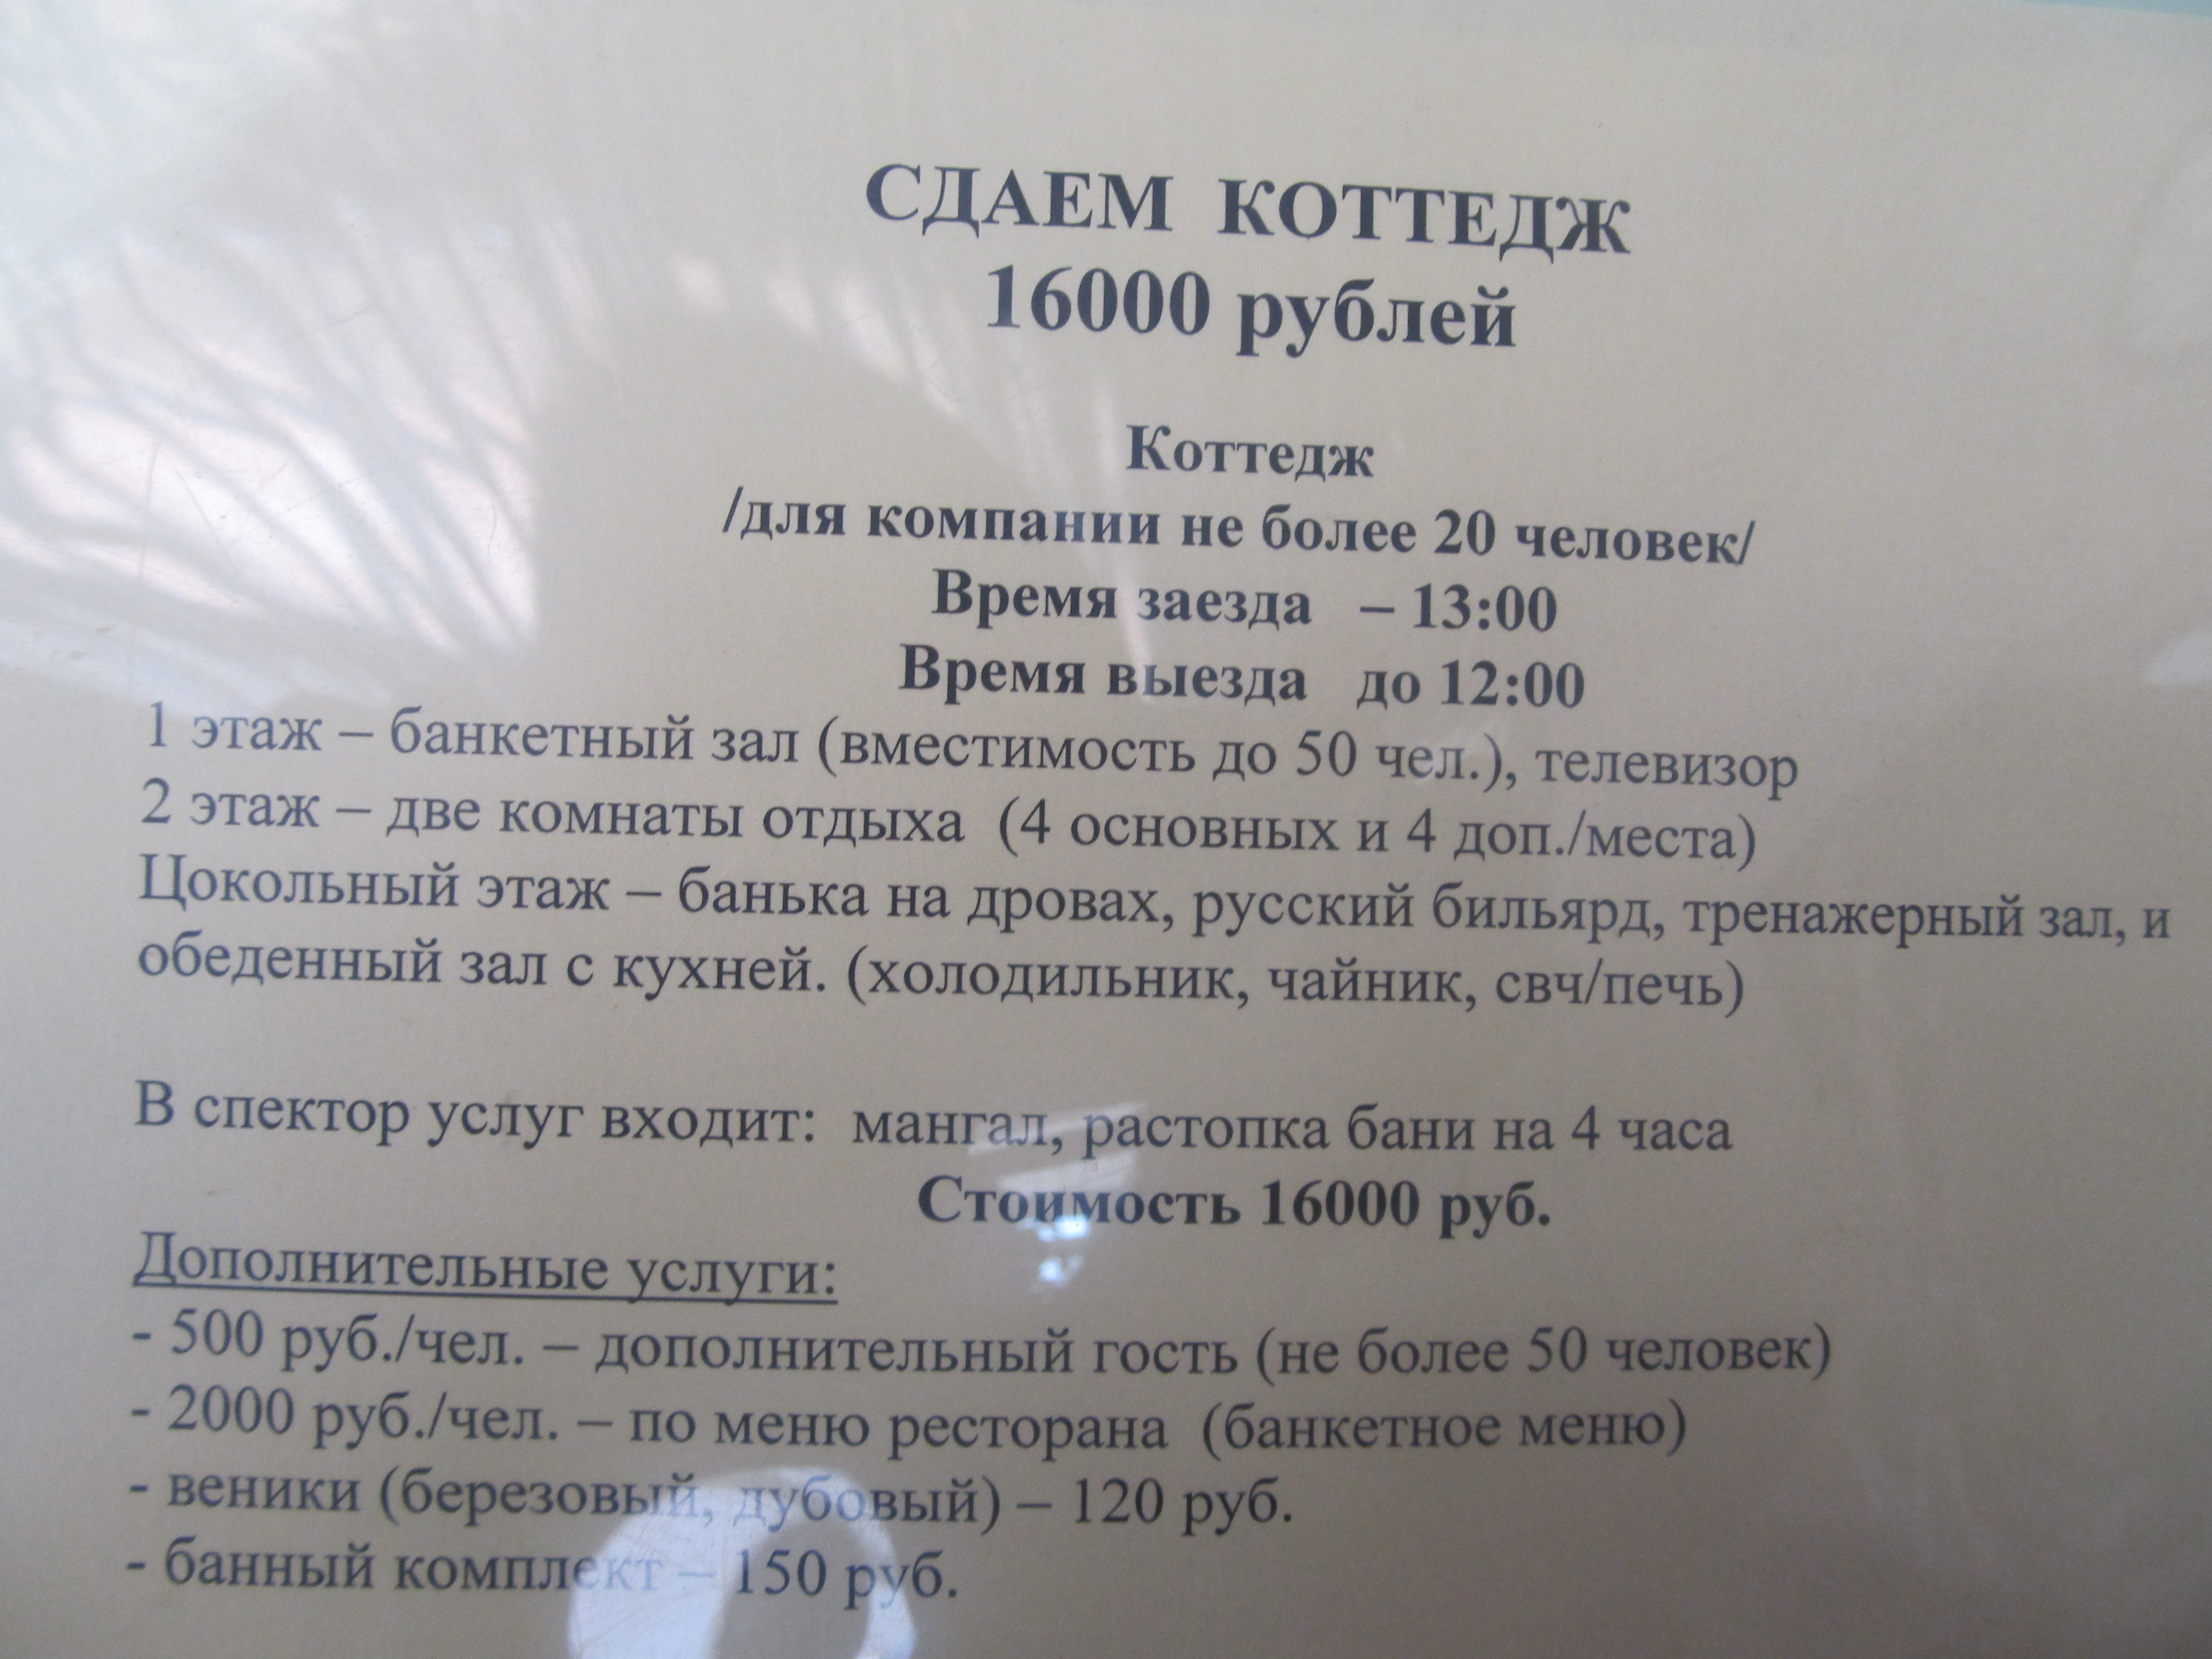 СДАЕМ КОТТЕДЖ
16000 рублей
Коттедж
/для компании не более 20 человек/
Время заезда – 13:00
Время выезда до 12:00
1 этаж – банкетный зал (вместимость до 50 чел.), телевизор
2 этаж – две комнаты отдыха (4 основных и 4 доп./места)
Цокольный этаж – банька на дровах, русский бильярд, тренажерный зал, и
обеденный зал с кухней. (холодильник, чайник, свч/печь)
В спектор услуг входит: мангал, растопка бани на 4 часа
Стоимость 16000 руб.
Дополнительные услуги:
- 500 руб./чел. – дополнительный гость (не более 50 человек)
- 2000 руб./чел. – по меню ресторана (банкетное меню)
- веники (березовый, дубовый) – 120 руб.
- банный комплект – 150 руб.